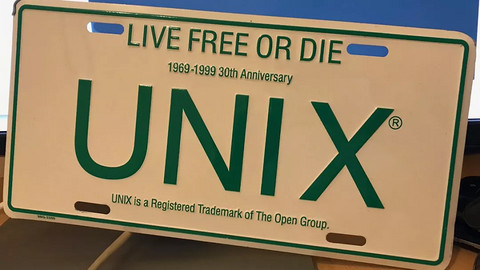 LIVE FREE OR DIE
1969-1999 30th Anniversary
UNIX®
UNIX is a Registered Trademark of The Open Group.